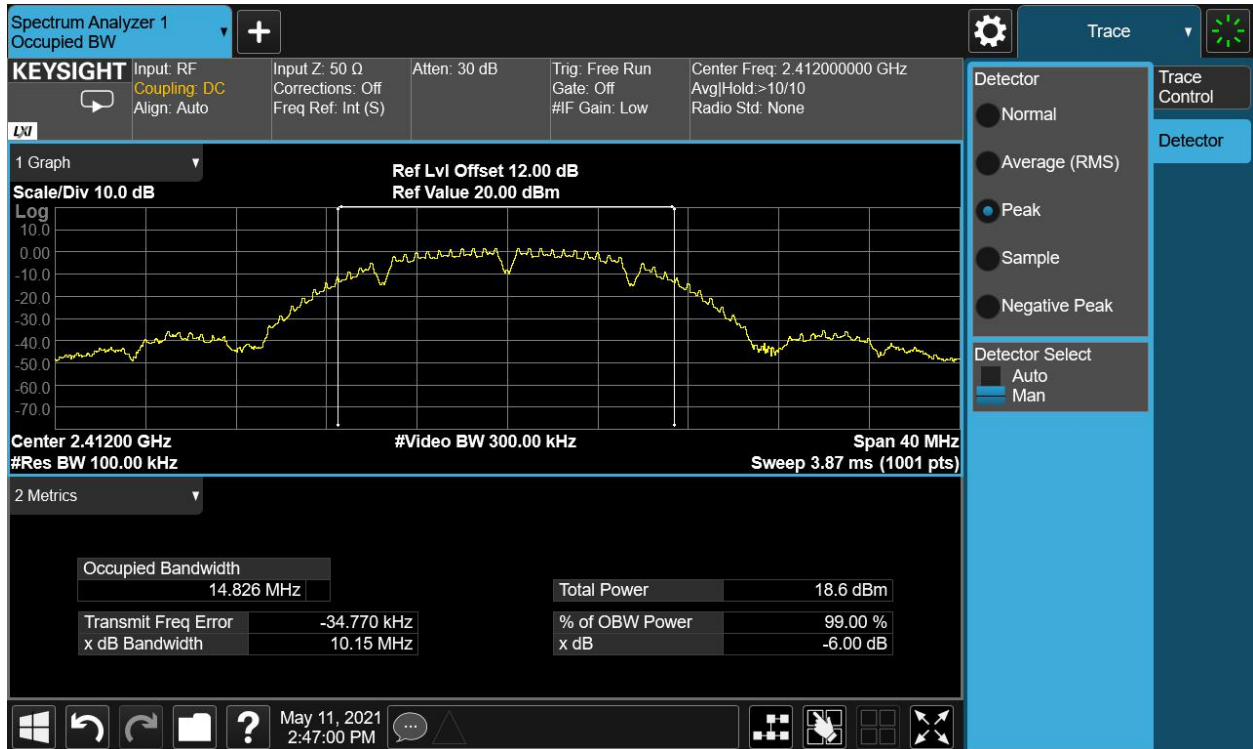 Spectrum Analyzer 1
Occupied BW
+
Trace
KEYSIGHT
LXI
Input: RF
Coupling: DC
Align: Auto
Input Z: 50 Ω
Corrections: Off
Freq Ref: Int (S)
Atten: 30 dB
Trig: Free Run
Gate: Off
#IF Gain: Low
Center Freq: 2.412000000 GHz
Avg|Hold:>10/10
Radio Std: None
1 Graph
Scale/Div 10.0 dB
Ref Lvl Offset 12.00 dB
Ref Value 20.00 dBm
Log
10.0
0.00
-10.0
-20.0
-30.0
-40.0
-50.0
-60.0
-70.0
Center 2.41200 GHz
#Video BW 300.00 kHz
Span 40 MHz
#Res BW 100.00 kHz
Sweep 3.87 ms (1001 pts)
2 Metrics
Occupied Bandwidth
14.826 MHz
Total Power 18.6 dBm
Transmit Freq Error -34.770 kHz
% of OBW Power 99.00 %
x dB Bandwidth 10.15 MHz
x dB -6.00 dB
Detector
Normal
Average (RMS)
Peak
Sample
Negative Peak
Detector Select
Auto
Man
Trace
Control
Detector
?
May 11, 2021
2:47:00 PM